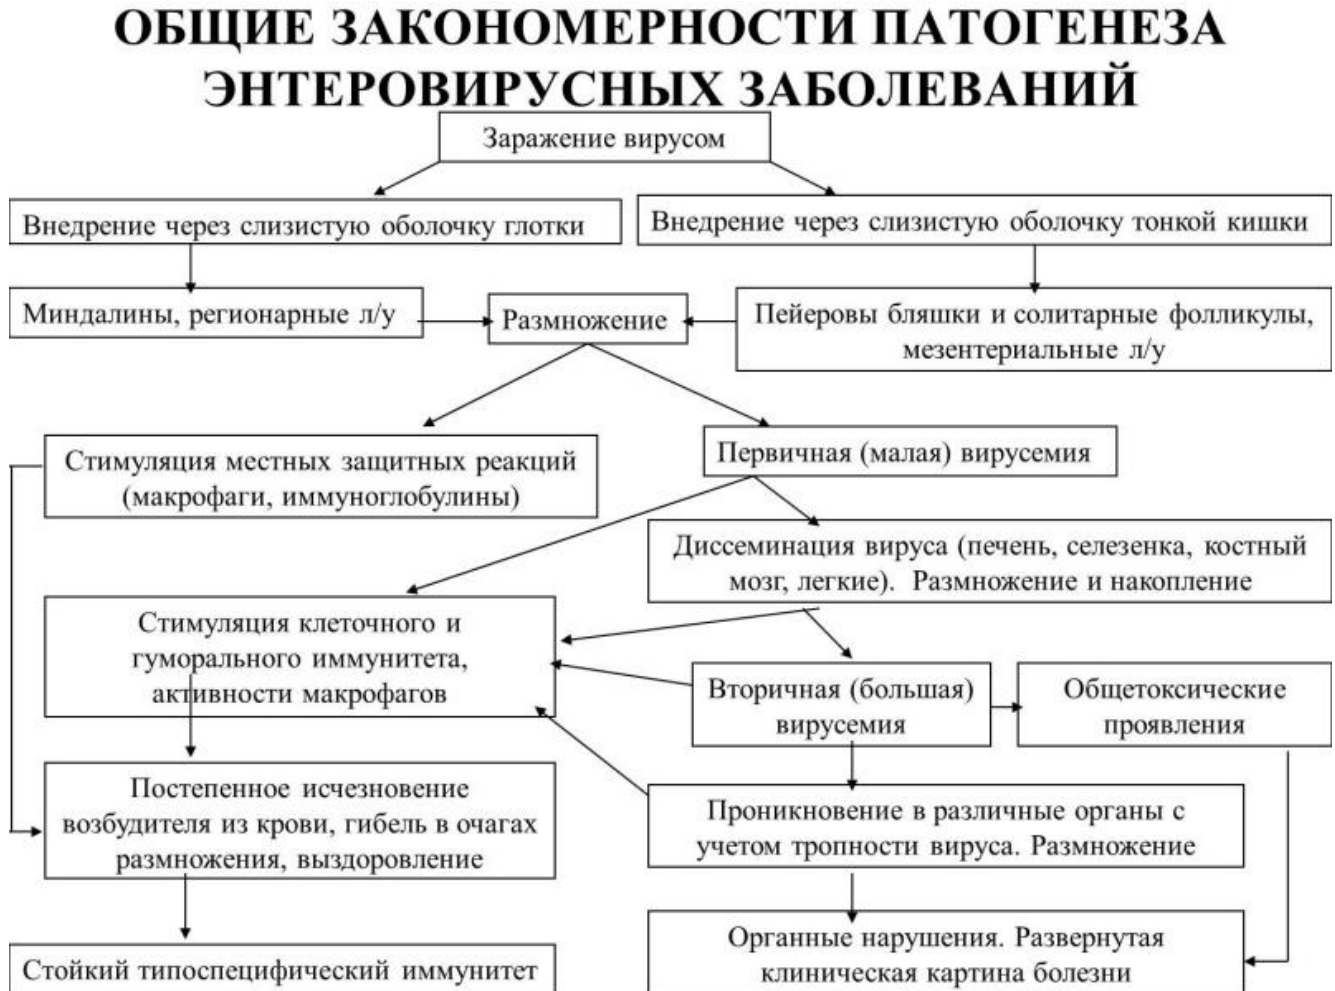 ОБЩИЕ ЗАКОНОМЕРНОСТИ ПАТОГЕНЕЗА
ЭНТЕРОВИРУСНЫХ ЗАБОЛЕВАНИЙ
Заражение вирусом
Внедрение через слизистую оболочку глотки
Внедрение через слизистую оболочку тонкой кишки
Миндалины, регионарные л/у
Размножение
Пейеровы бляшки и солитарные фолликулы,
мезентериальные л/у
Стимуляция местных защитных реакций
(макрофаги, иммуноглобулины)
Первичная (малая) вирусемия
Диссеминация вируса (печень, селезенка, костный
мозг, легкие). Размножение и накопление
Стимуляция клеточного и
гуморального иммунитета,
активности макрофагов
Вторичная (большая)
вирусемия
Общетоксические
проявления
Постепенное исчезновение
возбудителя из крови, гибель в очагах
размножения, выздоровление
Проникновение в различные органы с
учетом тропности вируса. Размножение
Стойкий типоспецифический иммунитет
Органные нарушения. Развернутая
клиническая картина болезни